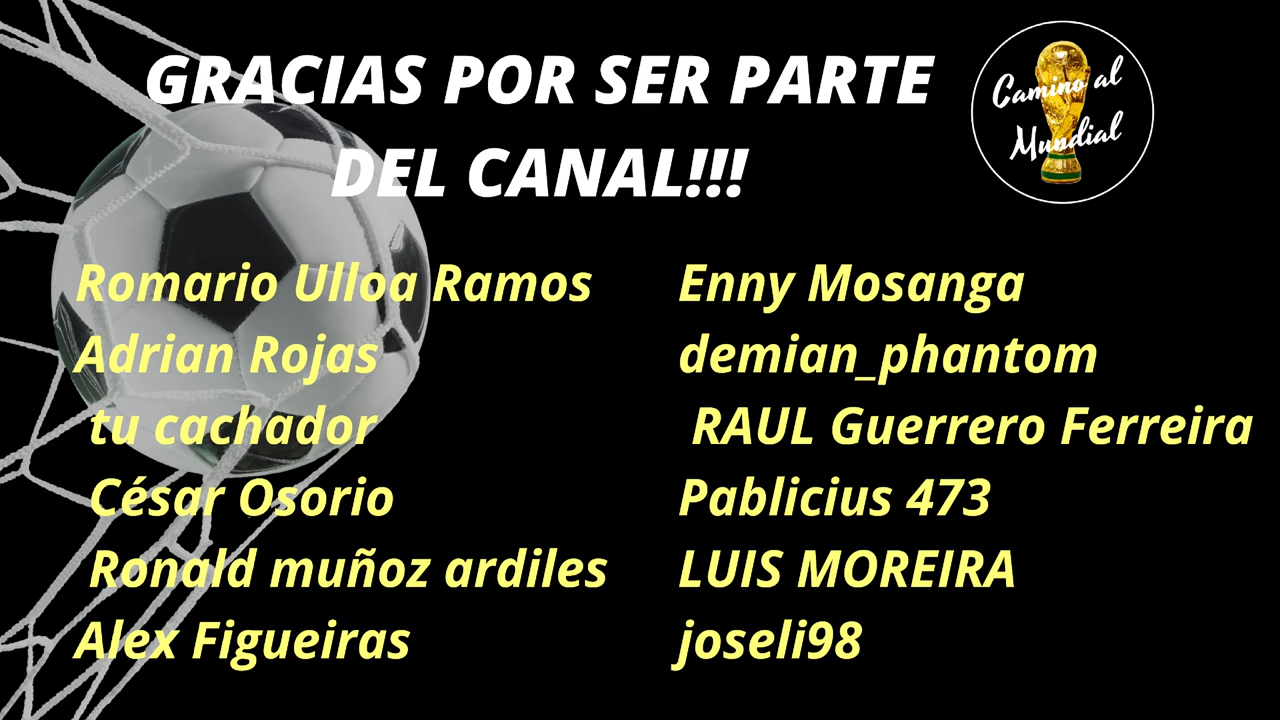 GRACIAS POR SER PARTE
DEL CANAL!!!
Camino al
Mundial
Romario Ulloa Ramos
Adrian Rojas
tu cachador
César Osorio
Ronald muñoz ardiles
Alex Figueiras
Enny Mosanga
demian_phantom
RAUL Guerrero Ferreira
Pablicius 473
LUIS MOREIRA
joseli98